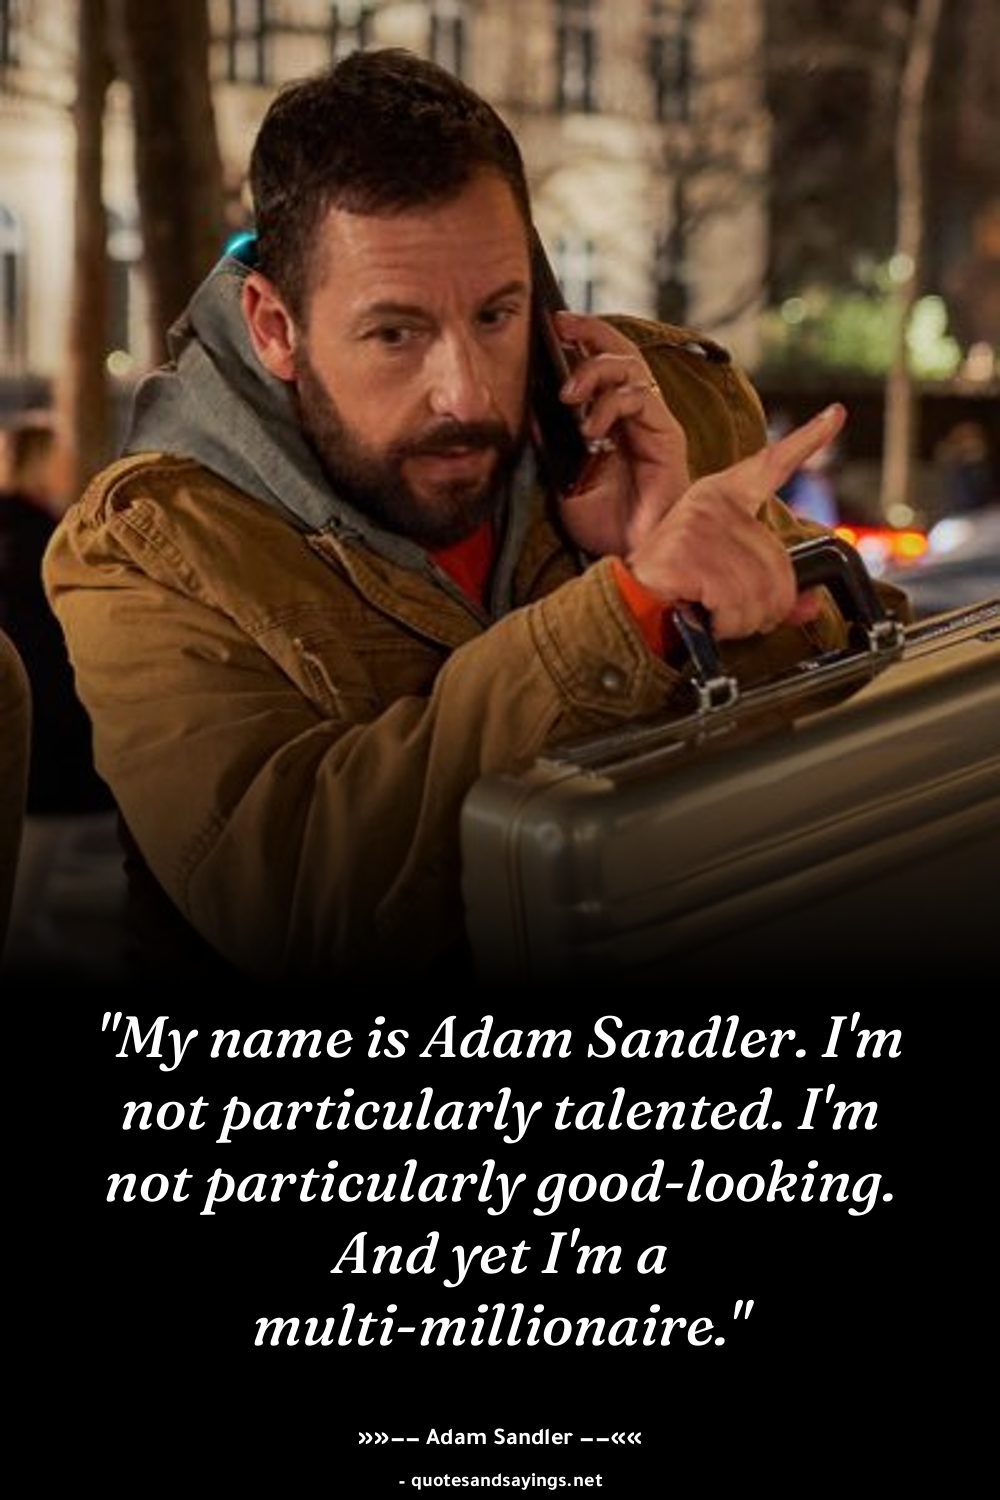 "My name is Adam Sandler. I'm
not particularly talented. I'm
not particularly good-looking.
And yet I'm a
multi-millionaire."
»»–– Adam Sandler ––««
- quotesandsayings.net